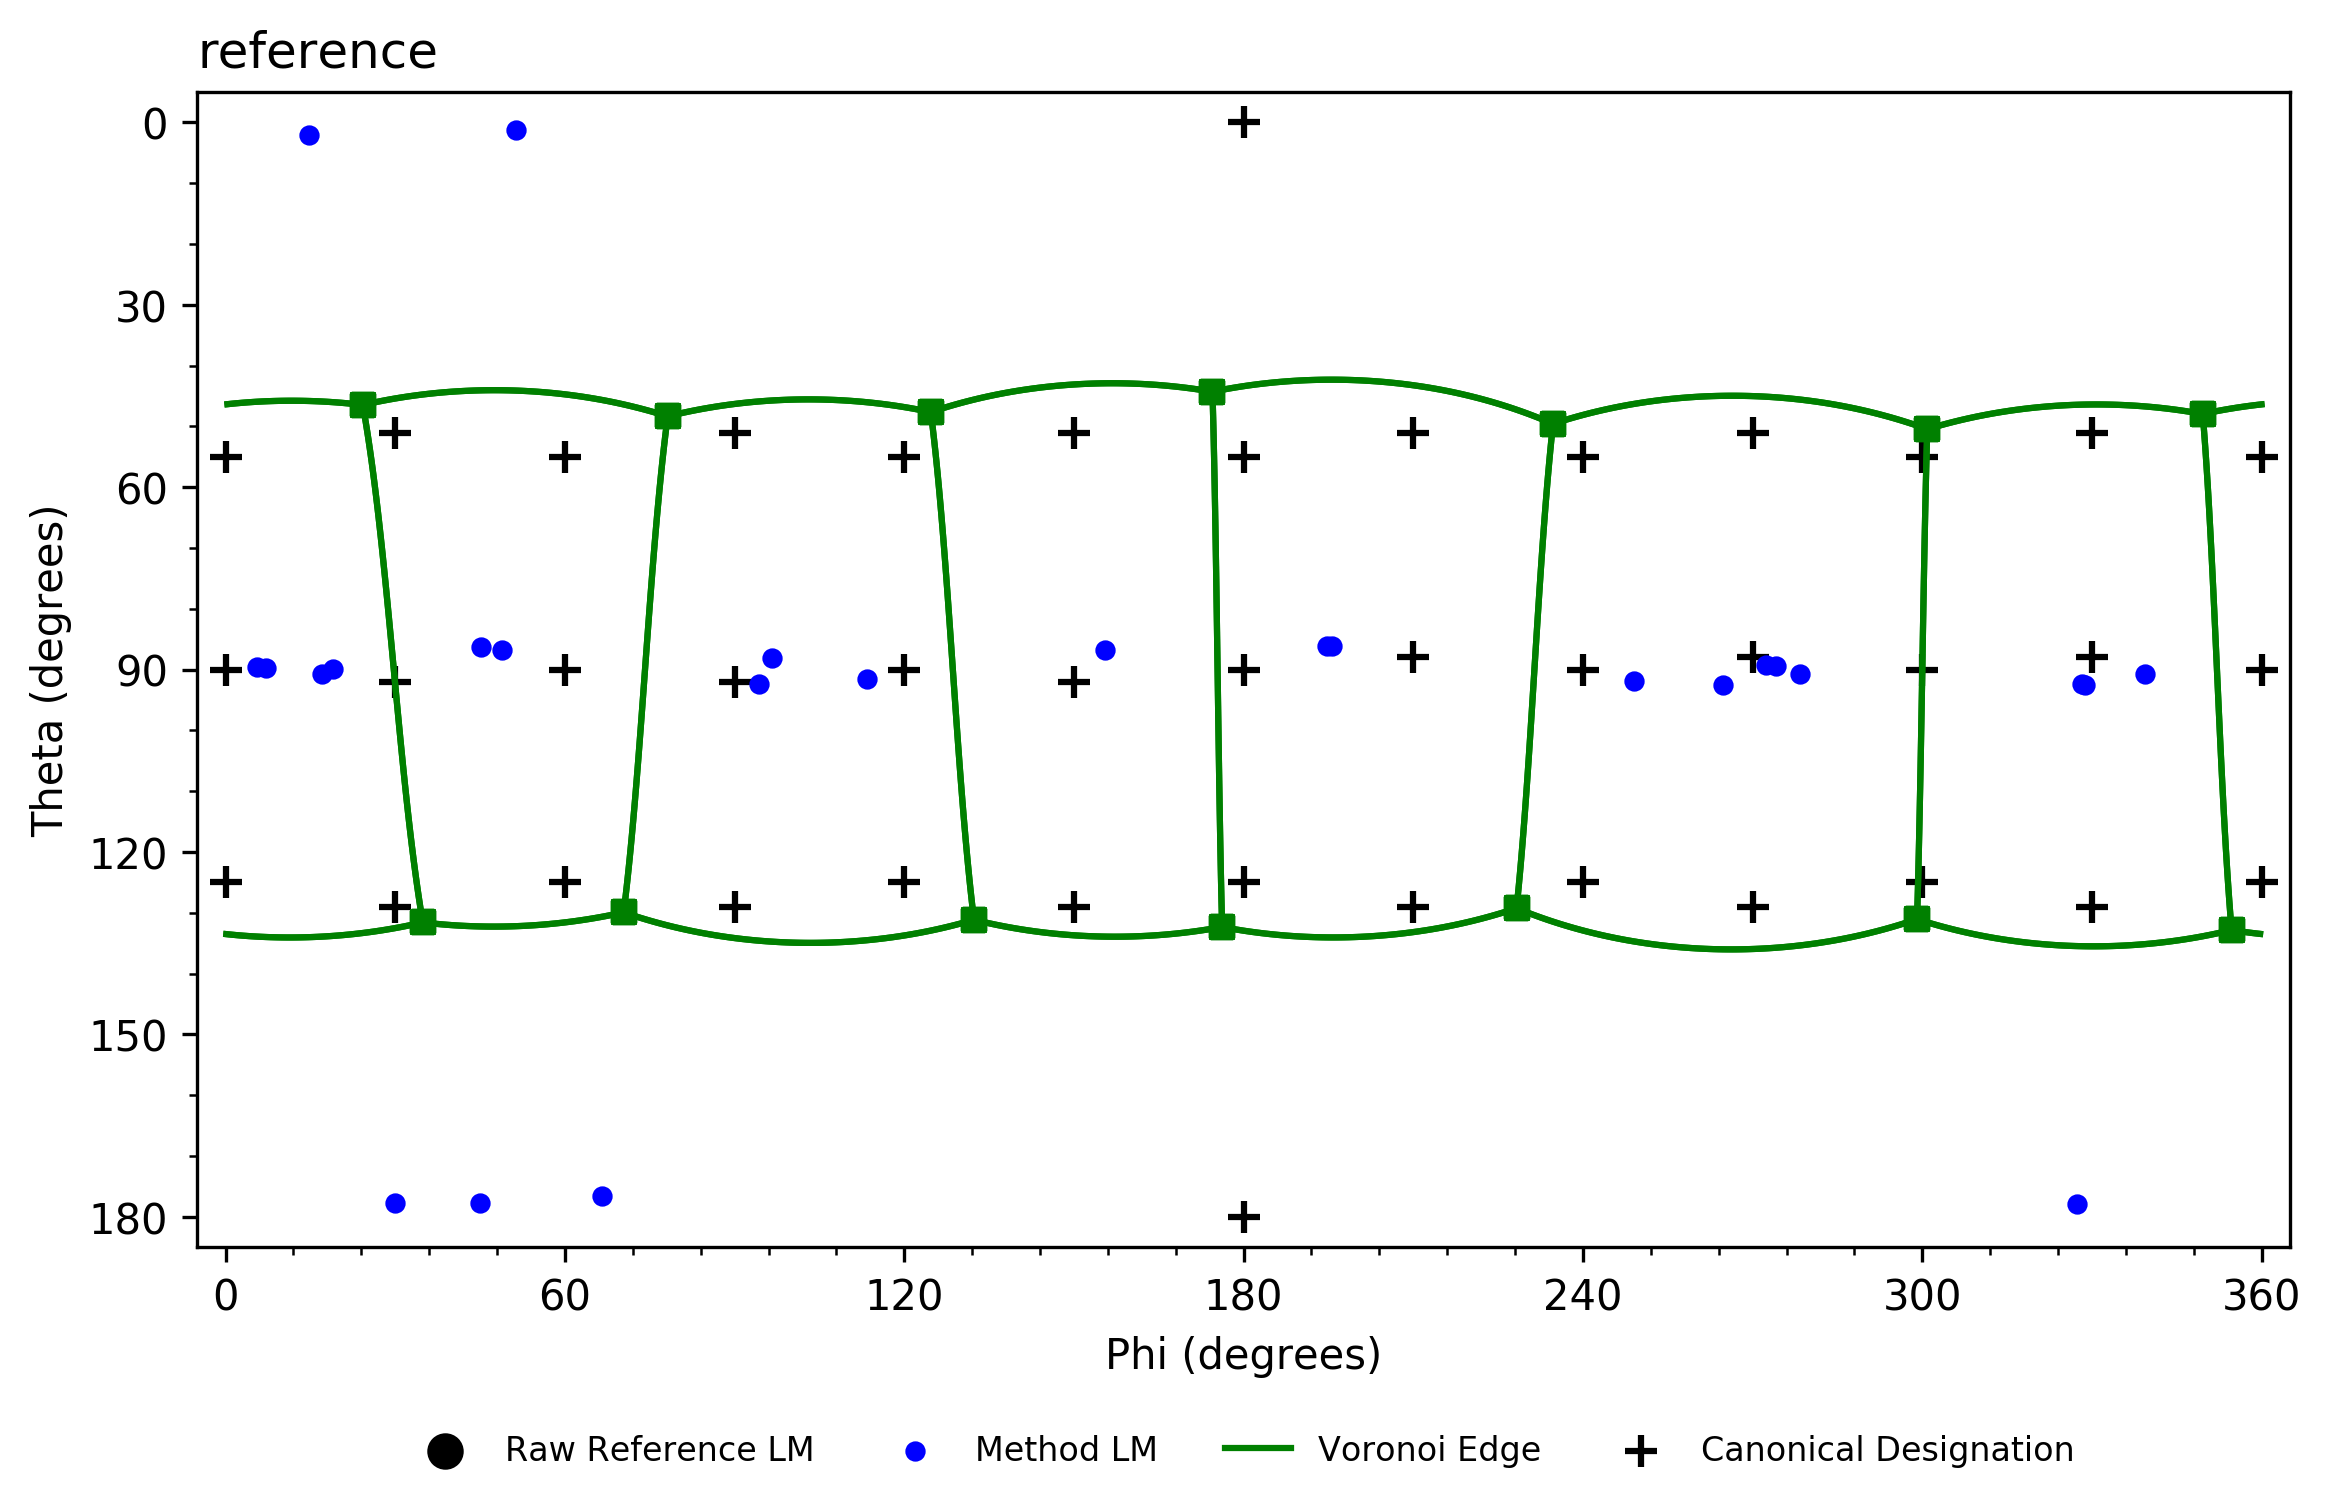 reference
0
30
60
90
120
150
180
Theta (degrees)
0 60 120 180 240 300 360
Phi (degrees)
Raw Reference LM Method LM Voronoi Edge Canonical Designation